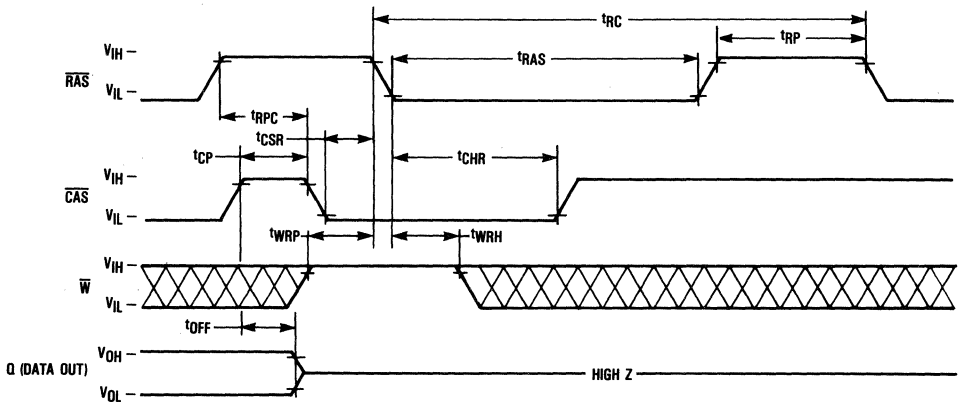 tRC
tRP
VIH
tRAS
RAS
VIL
tRPC
tCSR
tCP
tCHR
VIH
CAS
VIL
tWRP
tWRH
VIH
W
VIL
tOFF
VOH
Q (DATA OUT)
HIGH Z
VOL